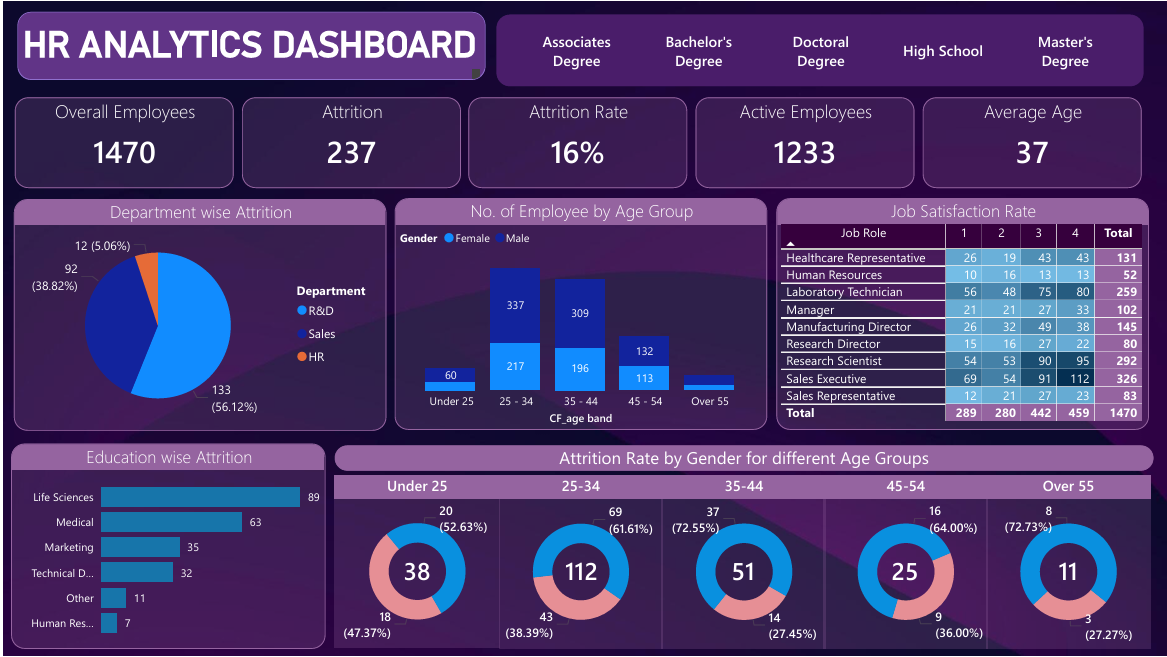 HR ANALYTICS DASHBOARD
Associates
Degree
Bachelor's
Degree
Doctoral
Degree
High School
Master's
Degree
Overall Employees
1470
Attrition
237
Attrition Rate
16%
Active Employees
1233
Average Age
37
Department wise Attrition
12 (5.06%)
92
(38.82%)
133
(56.12%)
Department
R&D
Sales
HR
No. of Employee by Age Group
Gender Female Male
337
309
60
217
196
132
113
Under 25 25 - 34 35 - 44 45 - 54 Over 55
CF_age band
Job Satisfaction Rate
Job Role 1 2 3 4 Total
Healthcare Representative 26 19 43 43 131
Human Resources 10 16 13 13 52
Laboratory Technician 56 48 75 80 259
Manager 21 21 27 33 102
Manufacturing Director 26 32 49 38 145
Research Director 15 16 27 22 80
Research Scientist 54 53 90 95 292
Sales Executive 69 54 91 112 326
Sales Representative 12 21 27 23 83
Total 289 280 442 459 1470
Education wise Attrition
Life Sciences 89
Medical 63
Marketing 35
Technical D... 32
Other 11
Human Res... 7
Attrition Rate by Gender for different Age Groups
Under 25
20
(52.63%)
38
18
(47.37%)
25-34
69
(61.61%)
112
43
(38.39%)
35-44
37
(72.55%)
51
14
(27.45%)
45-54
16
(64.00%)
25
9
(36.00%)
Over 55
8
(72.73%)
11
3
(27.27%)